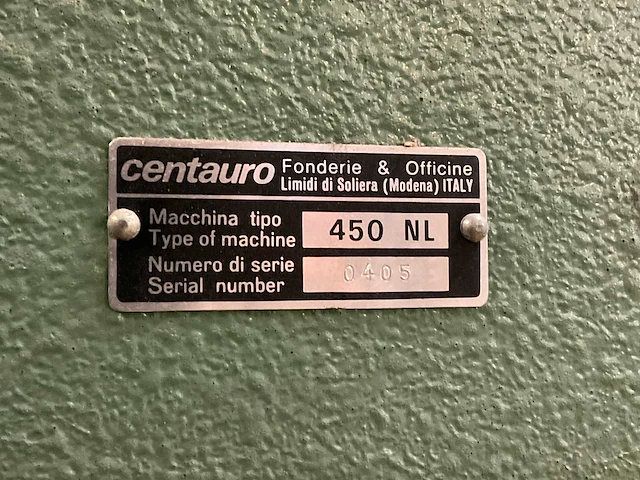 centauro Fonderie & Officine
Limidi di Soliera (Modena) ITALY
Macchina tipo
Type of machine 450 NL
Numero di serie
Serial number 0405